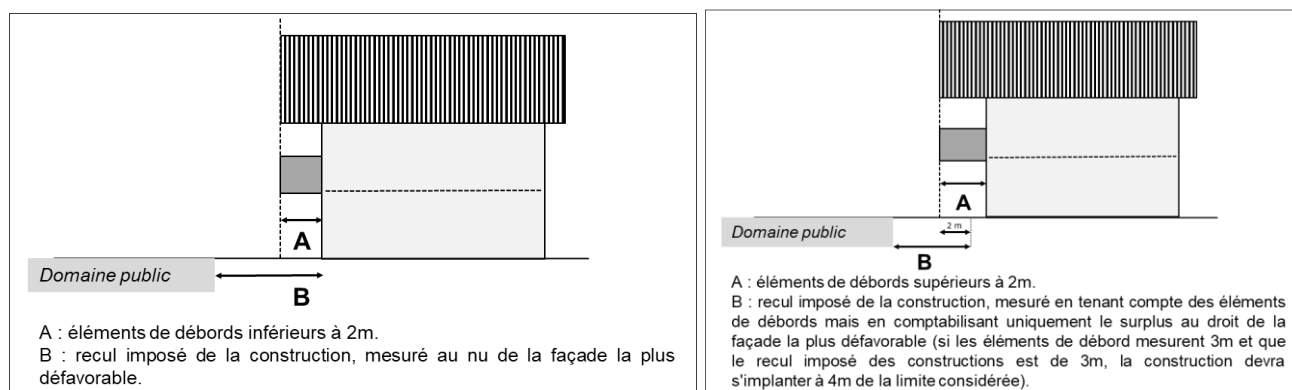 A
Domaine public
B
A : éléments de débords inférieurs à 2m.
B : recul imposé de la construction, mesuré au nu de la façade la plus
défavorable.
A
2 m
Domaine public
B
A : éléments de débords supérieurs à 2m.
B : recul imposé de la construction, mesuré en tenant compte des éléments
de débords mais en comptabilisant uniquement le surplus au droit de la
façade la plus défavorable (si les éléments de débord mesurent 3m et que
le recul imposé des constructions est de 3m, la construction devra
s'implanter à 4m de la limite considérée).